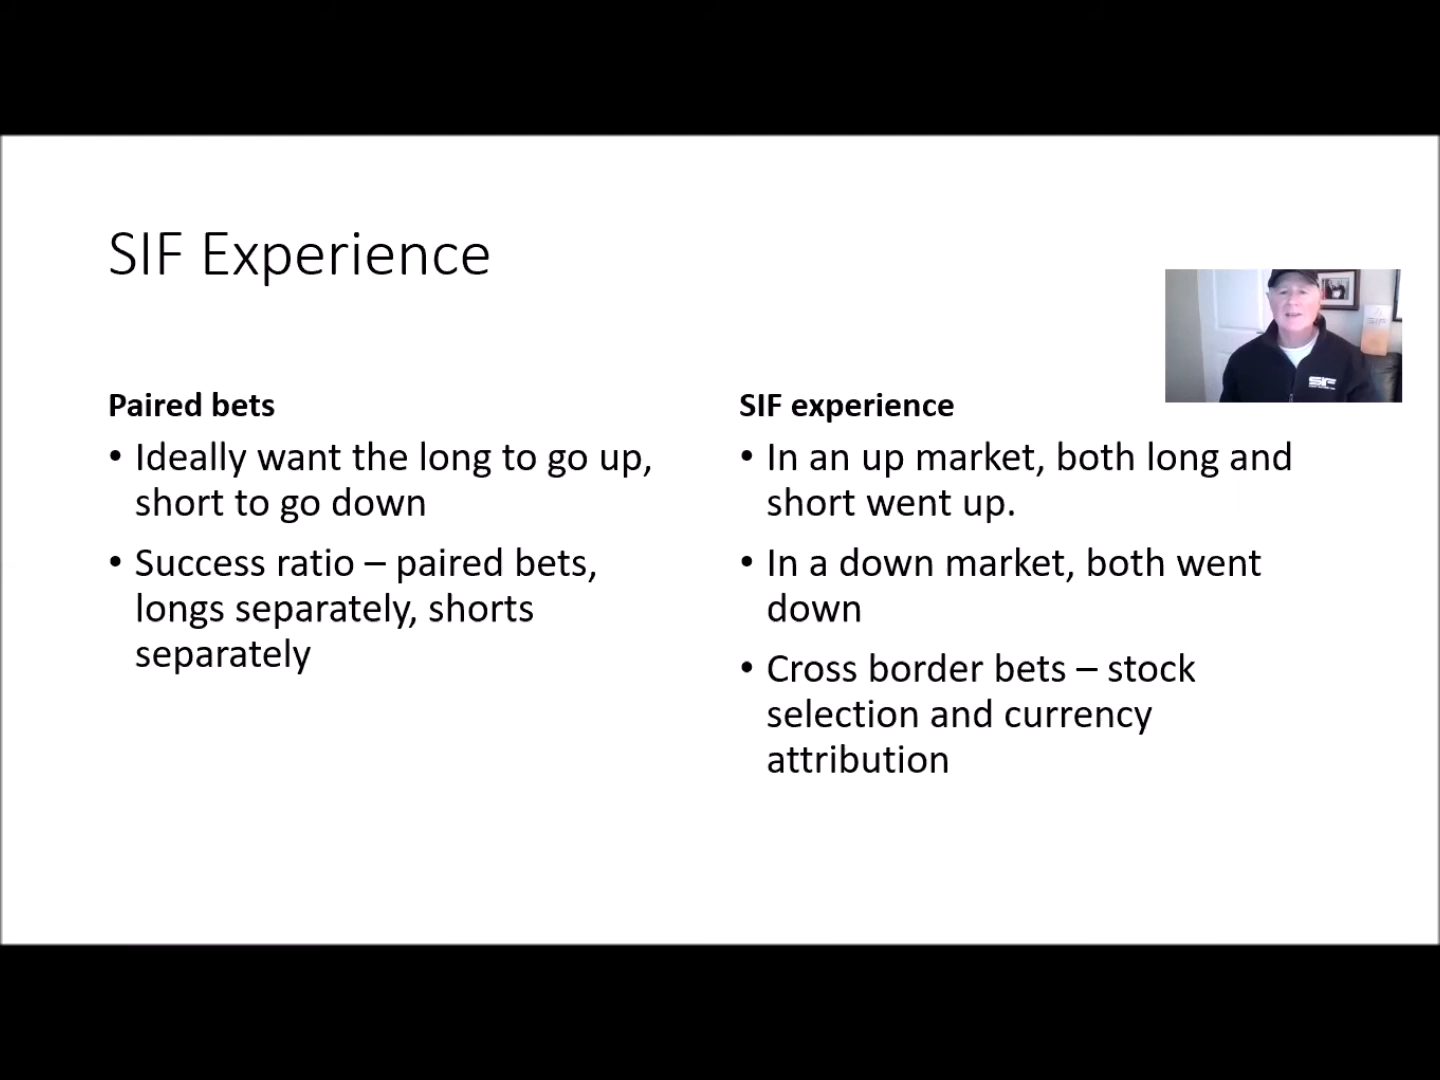 SIF Experience
Paired bets
• Ideally want the long to go up,
short to go down
• Success ratio – paired bets,
longs separately, shorts
separately
SIF experience
• In an up market, both long and
short went up.
• In a down market, both went
down
• Cross border bets – stock
selection and currency
attribution
SIF